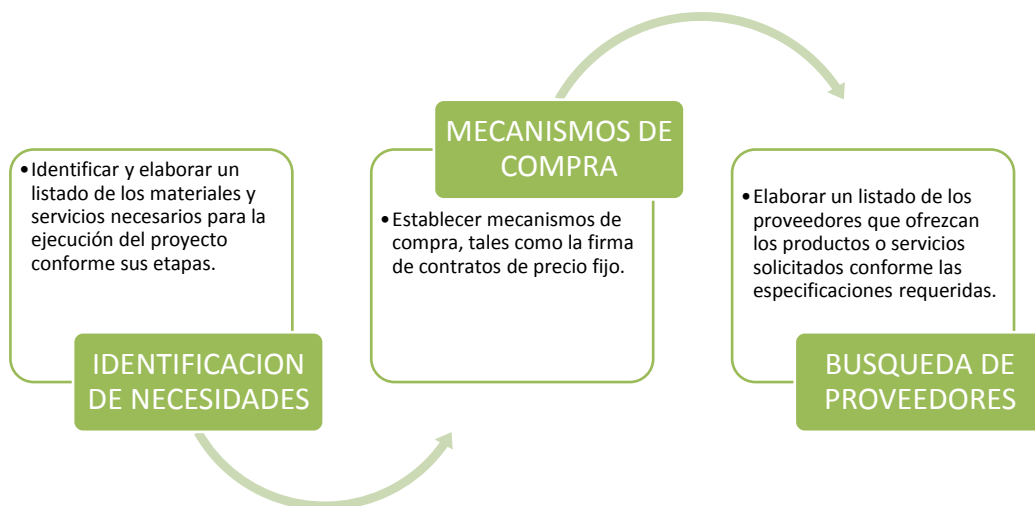 •Identificar y elaborar un
listado de los materiales y
servicios necesarios para la
ejecución del proyecto
conforme sus etapas.
IDENTIFICACION
DE NECESIDADES
MECANISMOS DE
COMPRA
•Establecer mecanismos de
compra, tales como la firma
de contratos de precio fijo.
•Elaborar un listado de los
proveedores que ofrezcan
los productos o servicios
solicitados conforme las
especificaciones requeridas.
BUSQUEDA DE
PROVEEDORES